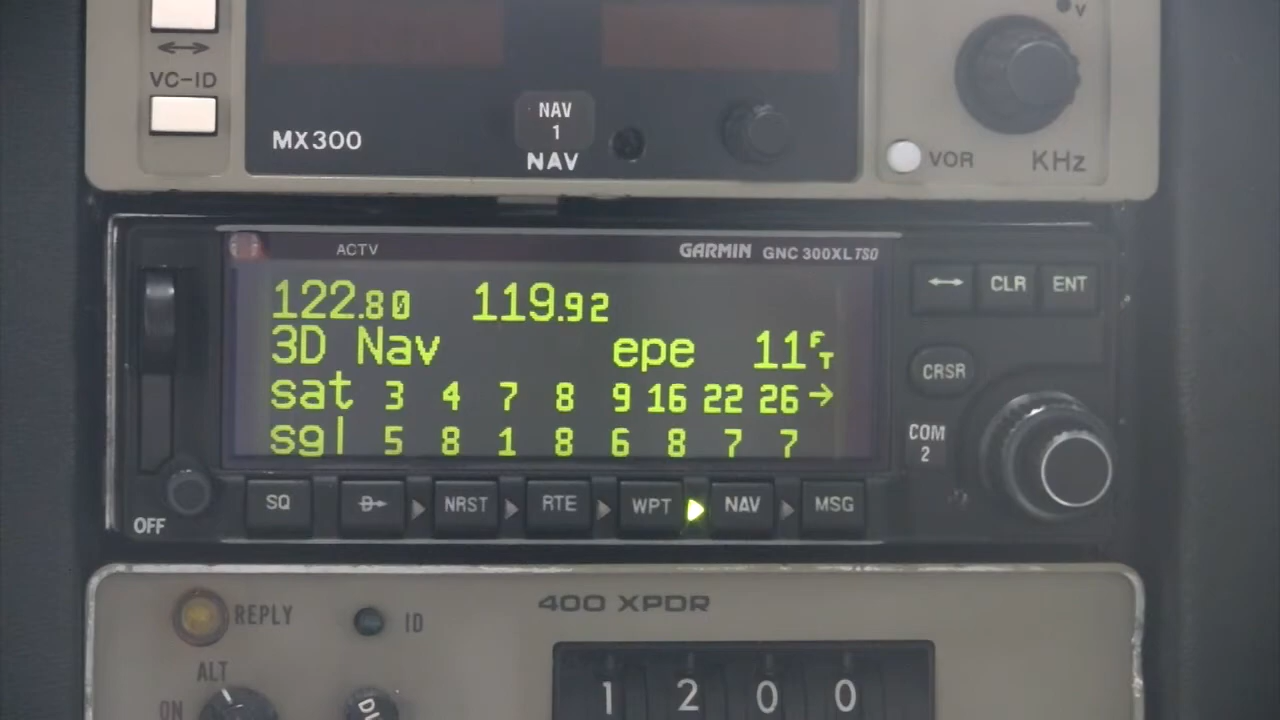 V
VC-ID
MX300
NAV
1
NAV
VOR
KHz
ACTV
GARMIN GNC 300XL TSO
122.80 119.92
3D Nav epe 11FT
sat 3 4 7 8 9 16 22 26→
sgl 5 8 1 8 6 8 7 7
↔ CLR ENT
CRSR
COM
2
OFF
SQ D NRST RTE WPT NAV MSG
REPLY ID
400 XPDR
ALT
ON
1 2 0 0